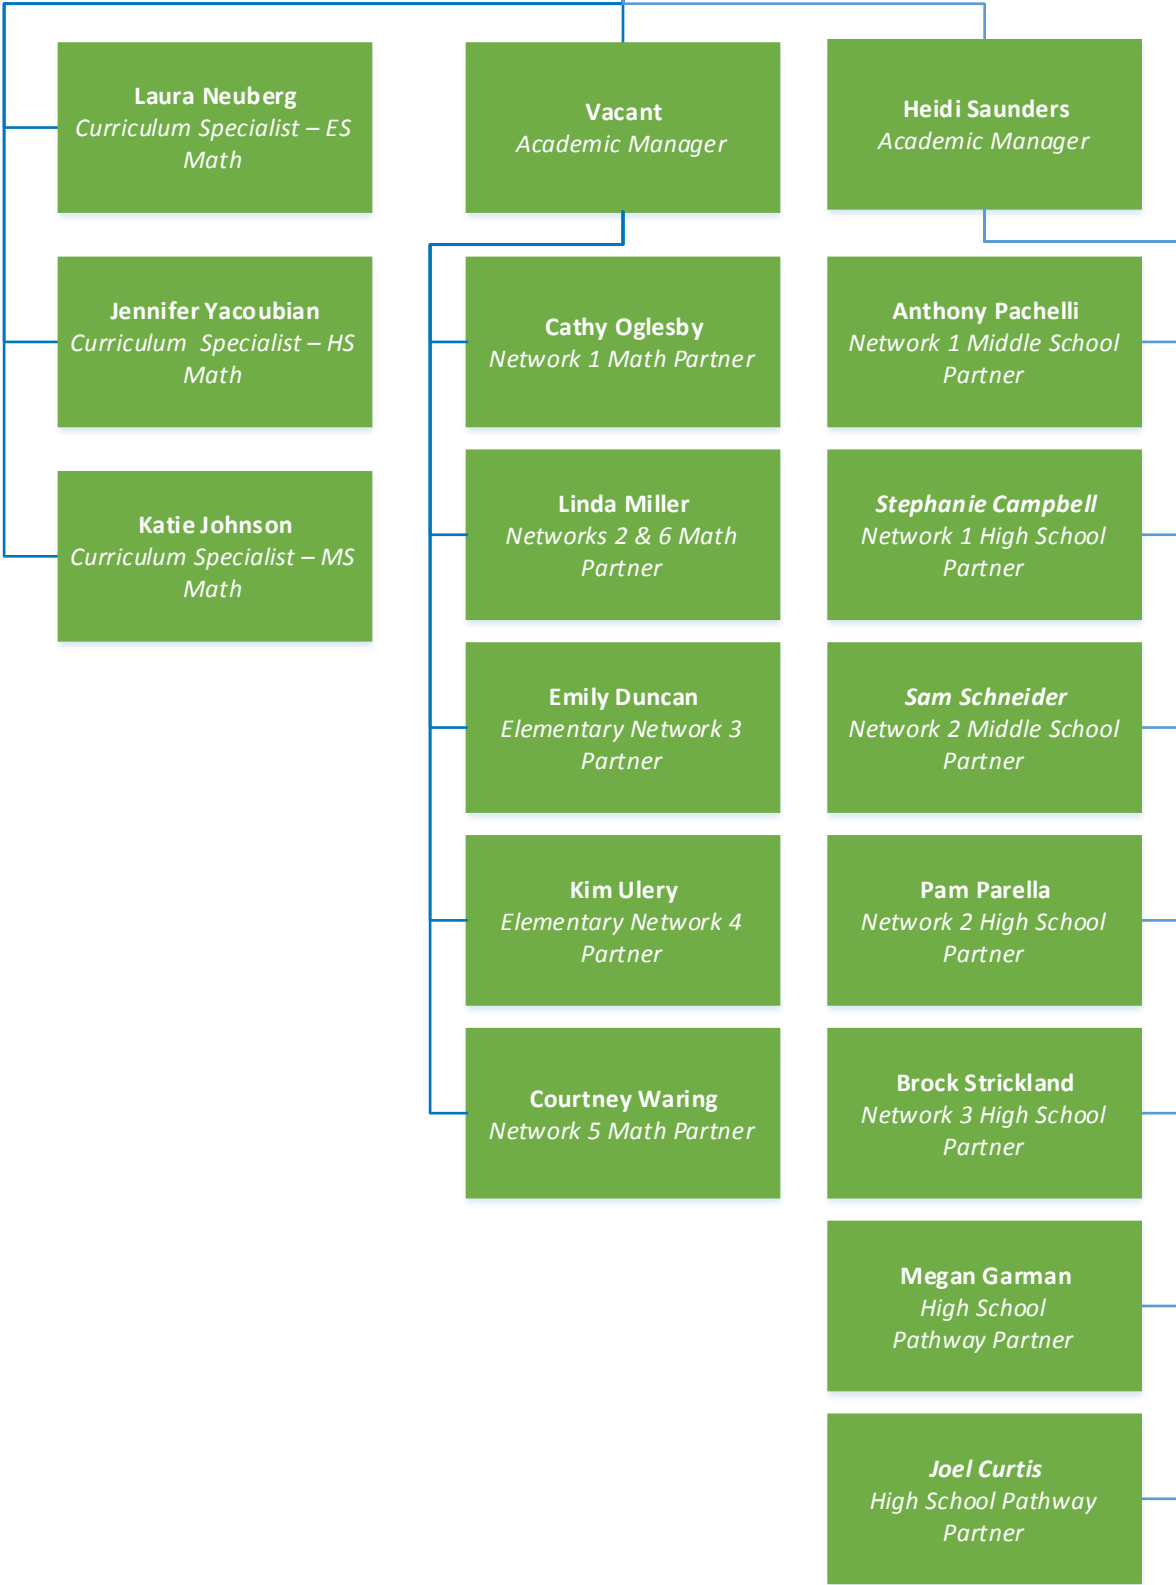 Laura Neuberg
Curriculum Specialist – ES
Math
Jennifer Yacoubian
Curriculum Specialist – HS
Math
Katie Johnson
Curriculum Specialist – MS
Math
Vacant
Academic Manager
Cathy Oglesby
Network 1 Math Partner
Linda Miller
Networks 2 & 6 Math
Partner
Emily Duncan
Elementary Network 3
Partner
Kim Ulery
Elementary Network 4
Partner
Courtney Waring
Network 5 Math Partner
Heidi Saunders
Academic Manager
Anthony Pachelli
Network 1 Middle School
Partner
Stephanie Campbell
Network 1 High School
Partner
Sam Schneider
Network 2 Middle School
Partner
Pam Parella
Network 2 High School
Partner
Brock Strickland
Network 3 High School
Partner
Megan Garman
High School
Pathway Partner
Joel Curtis
High School Pathway
Partner